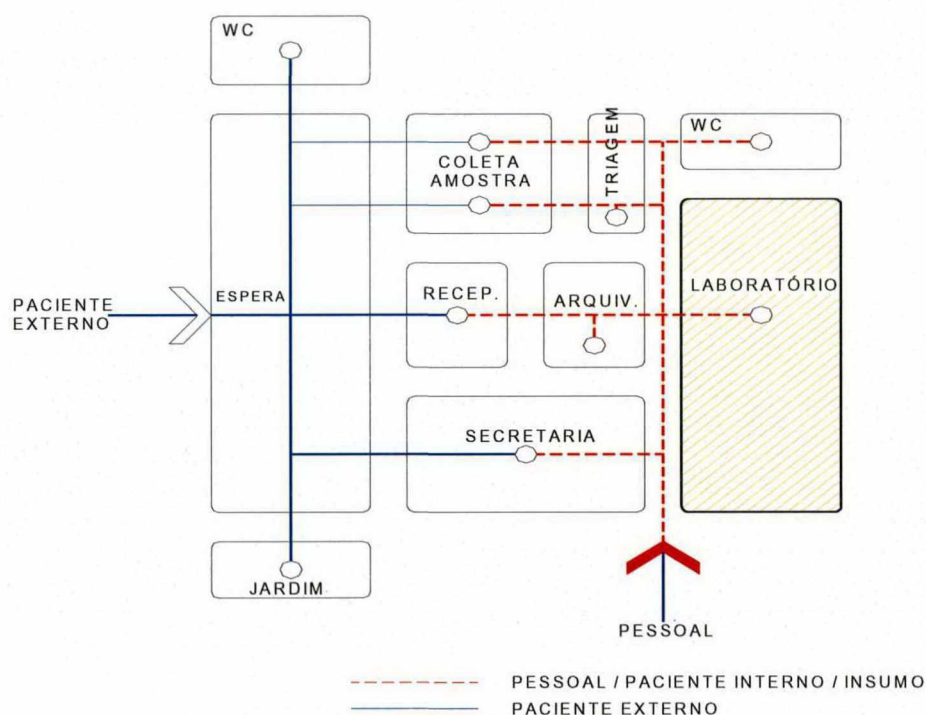 WC
COLETA
AMOSTRA
TRIAGEM
WC
PACIENTE
EXTERNO
ESPERA
RECEP.
ARQUIV.
LABORATÓRIO
SECRETARIA
JARDIM
PESSOAL
PESSOAL / PACIENTE INTERNO / INSUMO
PACIENTE EXTERNO